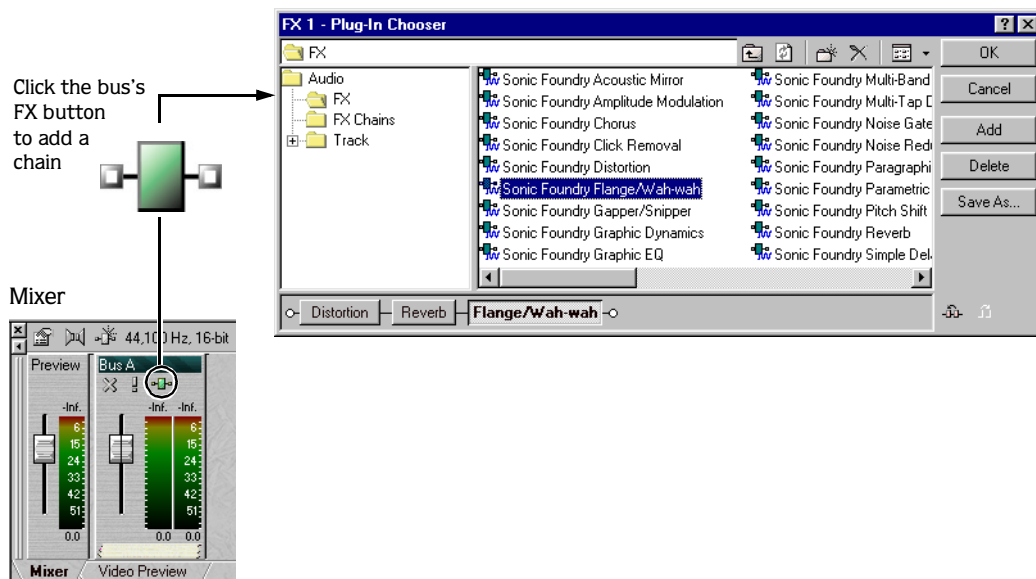 FX 1 - Plug-In Chooser
FX
OK
Cancel
Add
Delete
Save As...
Audio
FX
FX Chains
Track
Sonic Foundry Acoustic Mirror
Sonic Foundry Amplitude Modulation
Sonic Foundry Chorus
Sonic Foundry Click Removal
Sonic Foundry Distortion
Sonic Foundry Flange/Wah-wah
Sonic Foundry Gapper/Snipper
Sonic Foundry Graphic Dynamics
Sonic Foundry Graphic EQ
Sonic Foundry Multi-Band
Sonic Foundry Multi-Tap D
Sonic Foundry Noise Gate
Sonic Foundry Noise Red
Sonic Foundry Paragraphi
Sonic Foundry Parametric
Sonic Foundry Pitch Shift
Sonic Foundry Reverb
Sonic Foundry Simple Del
Distortion Reverb Flange/Wah-wah
Click the bus's
FX button
to add a
chain
Mixer
44,100 Hz, 16-bit
Preview Bus A
-Inf. -Inf. -Inf.
6 6
15 15
24 24
33 33
42 42
51 51
0.0 0.0 0.0
Mixer Video Preview